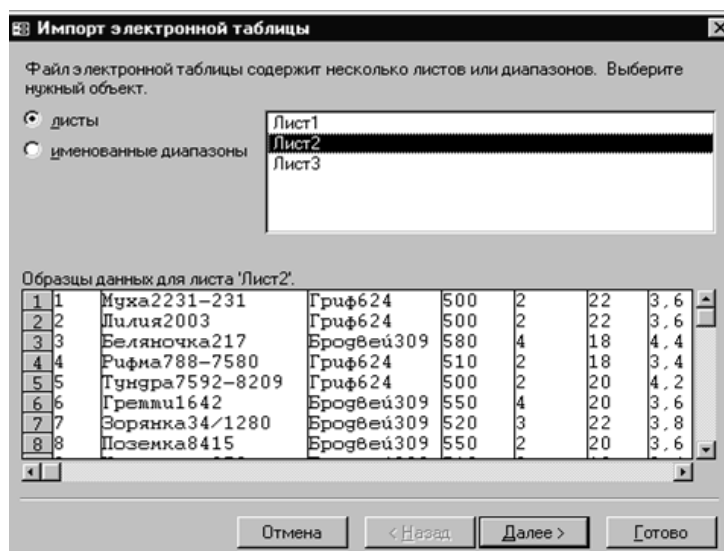 Импорт электронной таблицы
Файл электронной таблицы содержит несколько листов или диапазонов. Выберите
нужный объект.
листы
именованные диапазоны
Лист1
Лист2
Лист3
Образцы данных для листа 'Лист2'.
1 1 Муха2231-231 Гриф624 500 2 22 3,6
2 2 Лилия2003 Гриф624 500 2 22 3,6
3 3 Беляночка217 Бродвей309 580 4 18 4,4
4 4 Рифма788-7580 Гриф624 510 2 18 3,4
5 5 Тундра7592-8209 Гриф624 500 2 20 4,2
6 6 Гретти1642 Бродвей309 550 4 20 3,6
7 7 Зорянка34/1280 Бродвей309 520 3 22 3,8
8 8 Поземка8415 Бродвей309 550 2 20 3,6
Отмена < Назад Далее > Готово